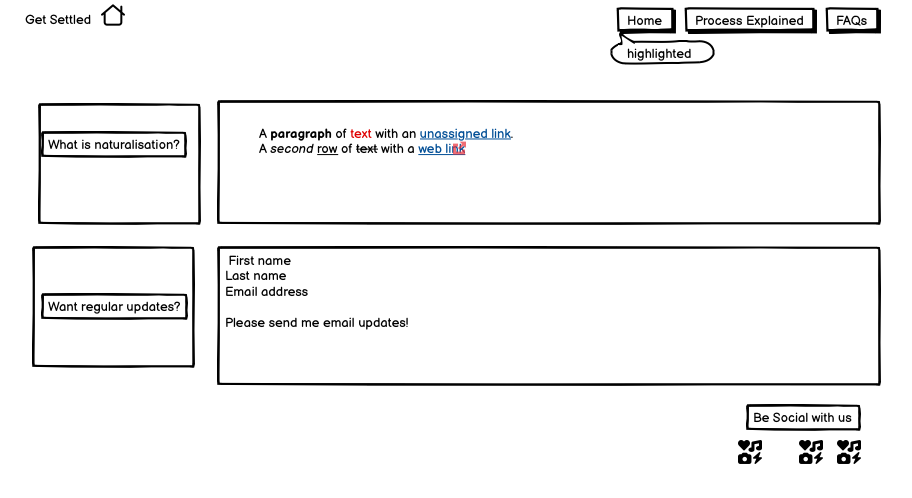 Get Settled
Home
Process Explained
FAQs
highlighted
What is naturalisation?
A paragraph of text with an unassigned link.
A second row of text with a web link
Want regular updates?
First name
Last name
Email address
Please send me email updates!
Be Social with us